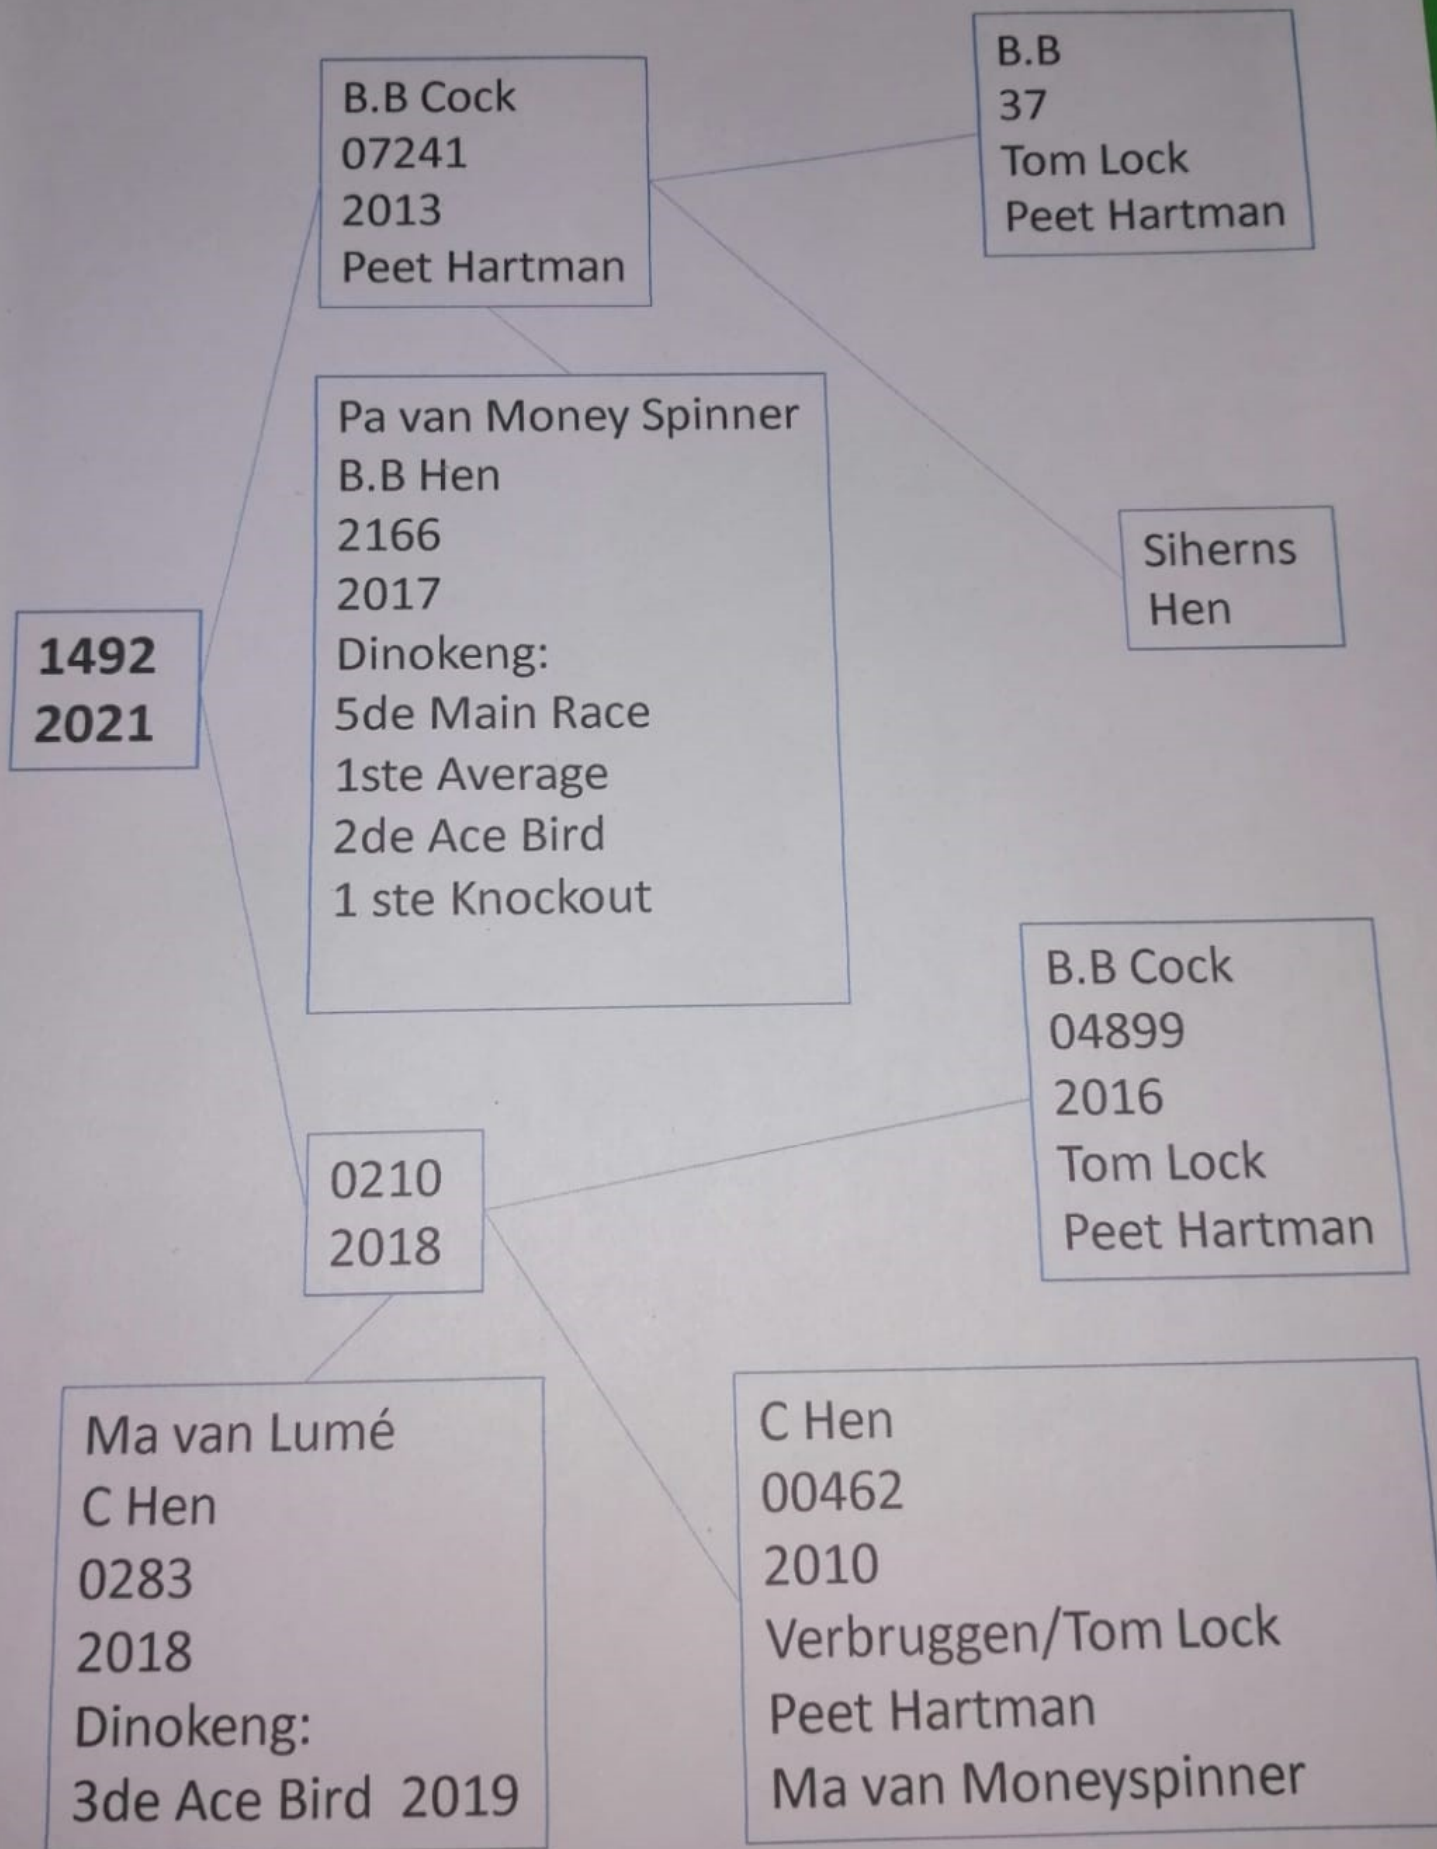 B.B Cock
07241
2013
Peet Hartman
B.B
37
Tom Lock
Peet Hartman
Pa van Money Spinner
B.B Hen
2166
2017
Dinokeng:
5de Main Race
1ste Average
2de Ace Bird
1 ste Knockout
Siherns
Hen
1492
2021
B.B Cock
04899
2016
Tom Lock
Peet Hartman
0210
2018
Ma van Lumé
C Hen
0283
2018
Dinokeng:
3de Ace Bird 2019
C Hen
00462
2010
Verbruggen/Tom Lock
Peet Hartman
Ma van Moneyspinner